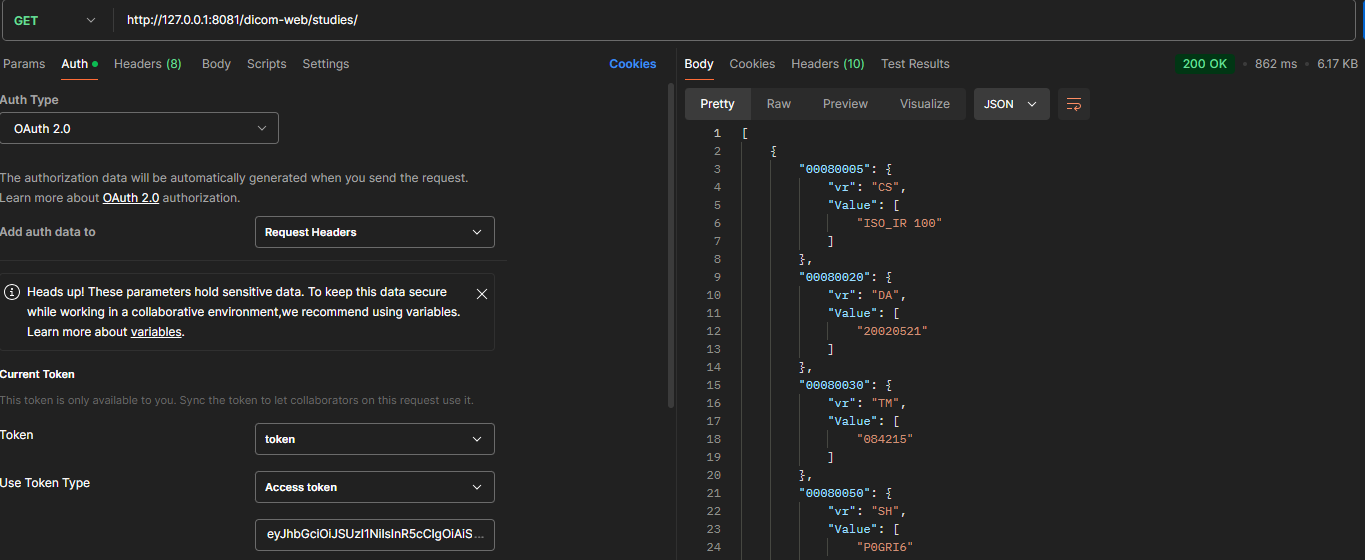 GET
http://127.0.0.1:8081/dicom-web/studies/
Params Auth Headers (8) Body Scripts Settings Cookies
Auth Type
OAuth 2.0
The authorization data will be automatically generated when you send the request.
Learn more about OAuth 2.0 authorization.
Add auth data to
Request Headers
Heads up! These parameters hold sensitive data. To keep this data secure
while working in a collaborative environment,we recommend using variables.
Learn more about variables.
Current Token
This token is only available to you. Sync the token to let collaborators on this request use it.
Token
token
Use Token Type
Access token
eyJhbGciOiJSUzI1NiIsInR5cCIgOiAiS...
Body Cookies Headers (10) Test Results 200 OK • 862 ms • 6.17 KB
Pretty Raw Preview Visualize JSON
1 [
2 {
3 "00080005": {
4 "vr": "CS",
5 "Value": [
6 "ISO_IR 100"
7 ]
8 },
9 "00080020": {
10 "vr": "DA",
11 "Value": [
12 "20020521"
13 ]
14 },
15 "00080030": {
16 "vr": "TM",
17 "Value": [
18 "084215"
19 ]
20 },
21 "00080050": {
22 "vr": "SH",
23 "Value": [
24 "P0GRI6"